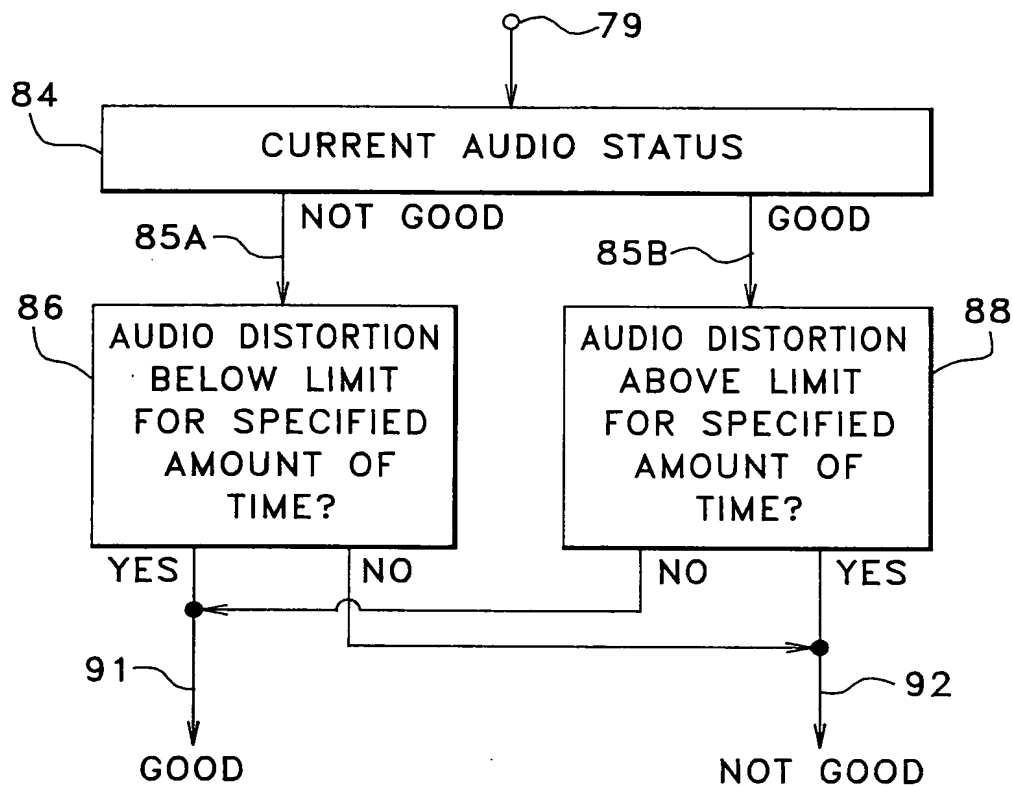 79
84
CURRENT AUDIO STATUS
NOT GOOD
GOOD
85A
85B
86
88
AUDIO DISTORTION
BELOW LIMIT
FOR SPECIFIED
AMOUNT OF
TIME?
AUDIO DISTORTION
ABOVE LIMIT
FOR SPECIFIED
AMOUNT OF
TIME?
YES
NO
NO
YES
91
92
GOOD
NOT GOOD